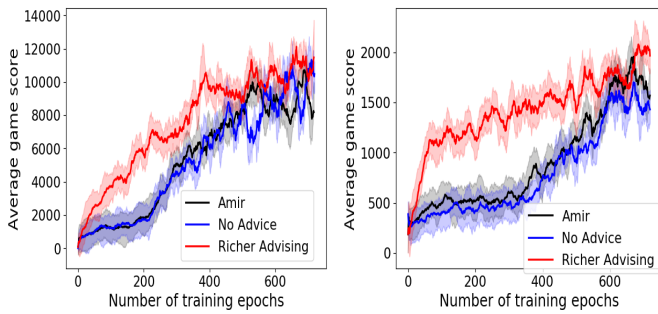 Average game score
14000
12000
10000
8000
6000
4000
2000
0
Amir
No Advice
Richer Advising
0 200 400 600
Number of training epochs
Average game score
2000
1500
1000
500
0
Amir
No Advice
Richer Advising
0 200 400 600
Number of training epochs